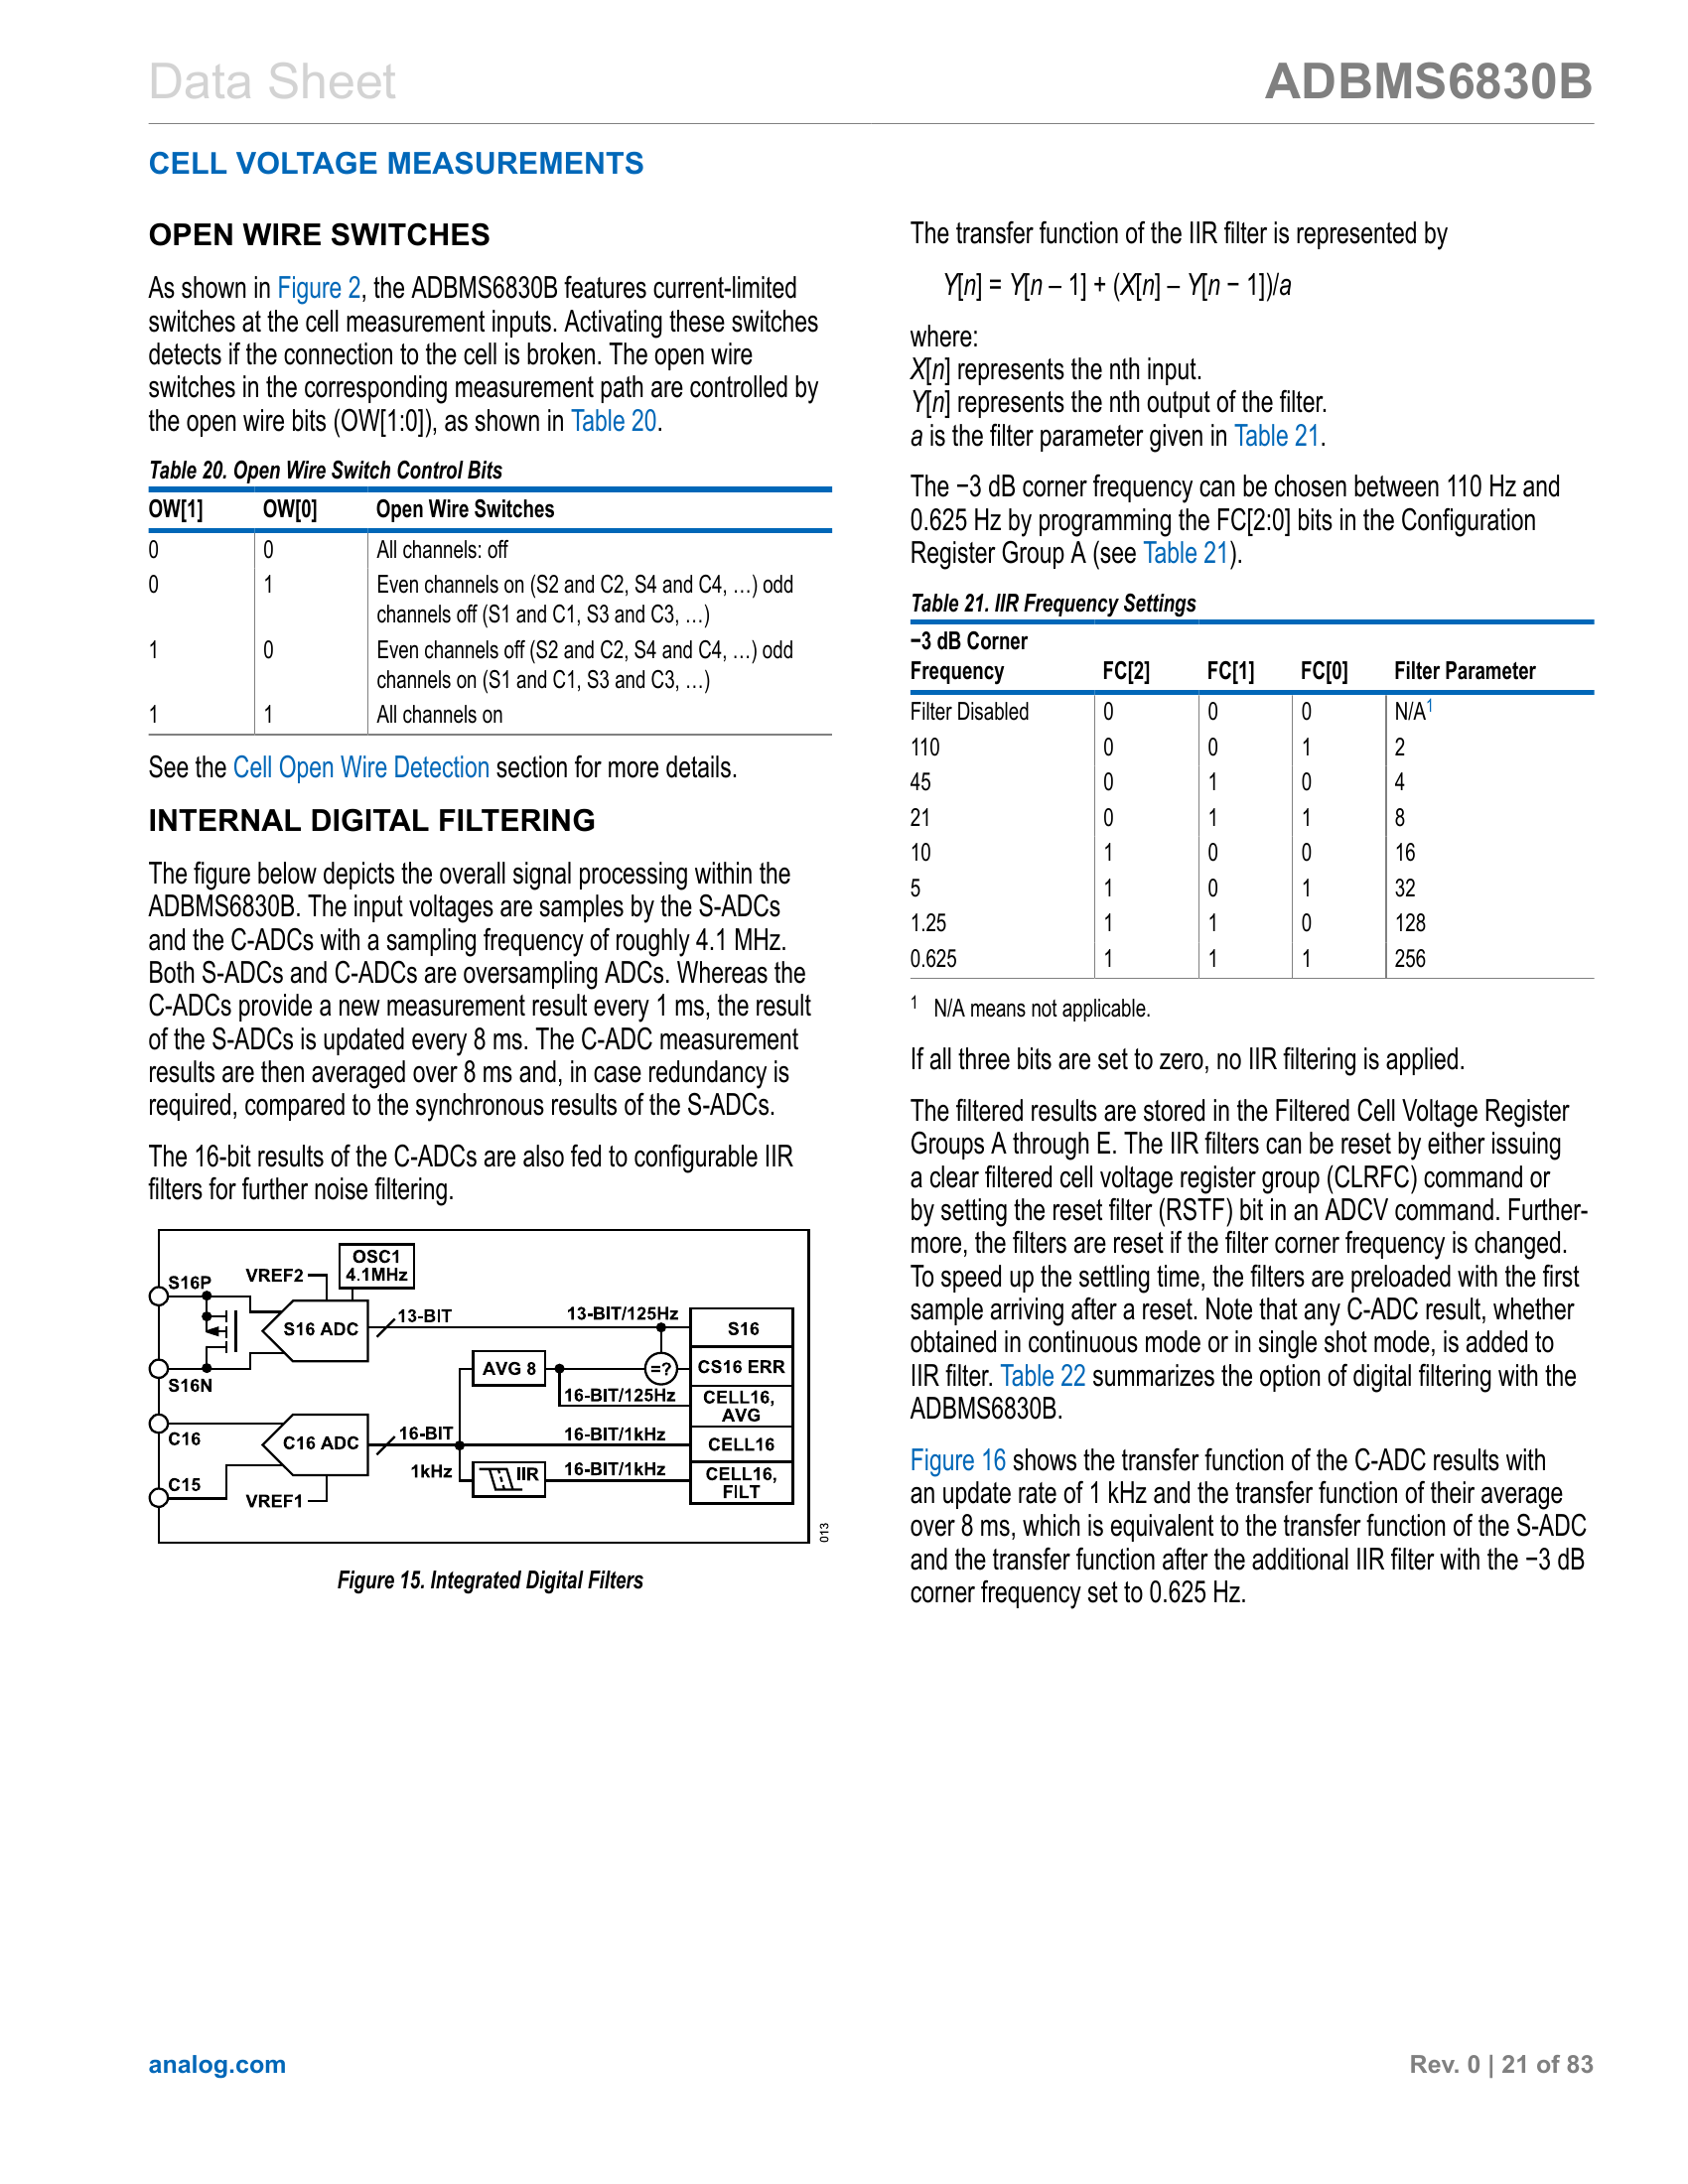 Data Sheet
ADBMS6830B
CELL VOLTAGE MEASUREMENTS
OPEN WIRE SWITCHES
As shown in Figure 2, the ADBMS6830B features current-limited
switches at the cell measurement inputs. Activating these switches
detects if the connection to the cell is broken. The open wire
switches in the corresponding measurement path are controlled by
the open wire bits (OW[1:0]), as shown in Table 20.
Table 20. Open Wire Switch Control Bits
OW[1] OW[0] Open Wire Switches
0 0 All channels: off
0 1 Even channels on (S2 and C2, S4 and C4, …) odd
channels off (S1 and C1, S3 and C3, …)
1 0 Even channels off (S2 and C2, S4 and C4, …) odd
channels on (S1 and C1, S3 and C3, …)
1 1 All channels on
See the Cell Open Wire Detection section for more details.
INTERNAL DIGITAL FILTERING
The figure below depicts the overall signal processing within the
ADBMS6830B. The input voltages are samples by the S-ADCs
and the C-ADCs with a sampling frequency of roughly 4.1 MHz.
Both S-ADCs and C-ADCs are oversampling ADCs. Whereas the
C-ADCs provide a new measurement result every 1 ms, the result
of the S-ADCs is updated every 8 ms. The C-ADC measurement
results are then averaged over 8 ms and, in case redundancy is
required, compared to the synchronous results of the S-ADCs.
The 16-bit results of the C-ADCs are also fed to configurable IIR
filters for further noise filtering.
OSC1
4.1MHz
VREF2
S16P
S16 ADC
13-BIT
13-BIT/125Hz
S16
S16N
AVG 8
=?
CS16 ERR
16-BIT/125Hz
CELL16,
AVG
C16
C16 ADC
16-BIT
16-BIT/1kHz
CELL16
1kHz
IIR
16-BIT/1kHz
CELL16,
FILT
C15
VREF1
013
Figure 15. Integrated Digital Filters
The transfer function of the IIR filter is represented by
Y[n] = Y[n – 1] + (X[n] – Y[n − 1])/a
where:
X[n] represents the nth input.
Y[n] represents the nth output of the filter.
a is the filter parameter given in Table 21.
The −3 dB corner frequency can be chosen between 110 Hz and
0.625 Hz by programming the FC[2:0] bits in the Configuration
Register Group A (see Table 21).
Table 21. IIR Frequency Settings
−3 dB Corner
Frequency FC[2] FC[1] FC[0] Filter Parameter
Filter Disabled 0 0 0 N/A1
110 0 0 1 2
45 0 1 0 4
21 0 1 1 8
10 1 0 0 16
5 1 0 1 32
1.25 1 1 0 128
0.625 1 1 1 256
1 N/A means not applicable.
If all three bits are set to zero, no IIR filtering is applied.
The filtered results are stored in the Filtered Cell Voltage Register
Groups A through E. The IIR filters can be reset by either issuing
a clear filtered cell voltage register group (CLRFC) command or
by setting the reset filter (RSTF) bit in an ADCV command. Further-
more, the filters are reset if the filter corner frequency is changed.
To speed up the settling time, the filters are preloaded with the first
sample arriving after a reset. Note that any C-ADC result, whether
obtained in continuous mode or in single shot mode, is added to
IIR filter. Table 22 summarizes the option of digital filtering with the
ADBMS6830B.
Figure 16 shows the transfer function of the C-ADC results with
an update rate of 1 kHz and the transfer function of their average
over 8 ms, which is equivalent to the transfer function of the S-ADC
and the transfer function after the additional IIR filter with the −3 dB
corner frequency set to 0.625 Hz.
analog.com
Rev. 0 | 21 of 83